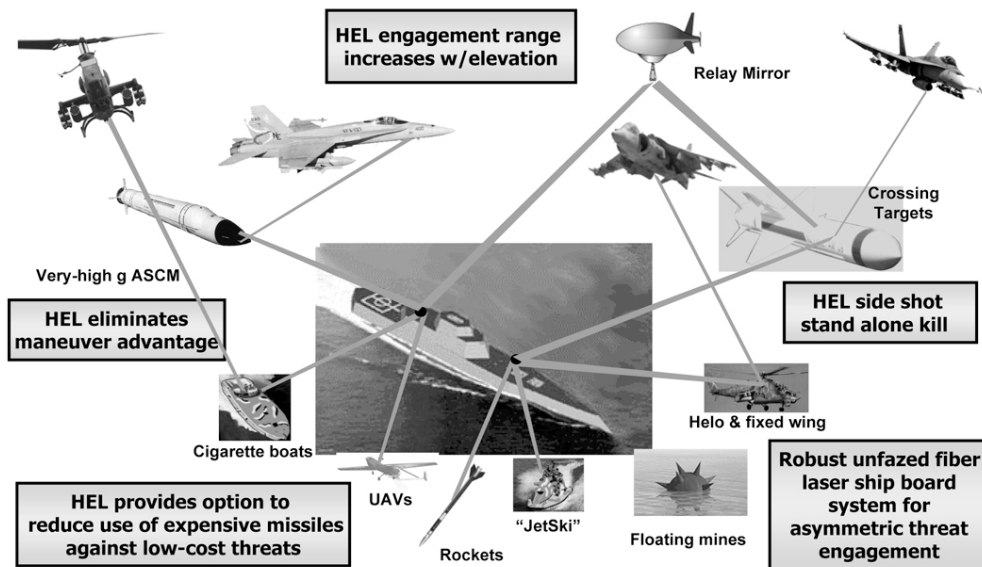 HEL engagement range
increases w/elevation
Relay Mirror
Crossing
Targets
Very-high g ASCM
HEL eliminates
maneuver advantage
HEL side shot
stand alone kill
Cigarette boats
UAVs
Rockets
“JetSki”
Floating mines
Helo & fixed wing
HEL provides option to
reduce use of expensive missiles
against low-cost threats
Robust unfazed fiber
laser ship board
system for
asymmetric threat
engagement